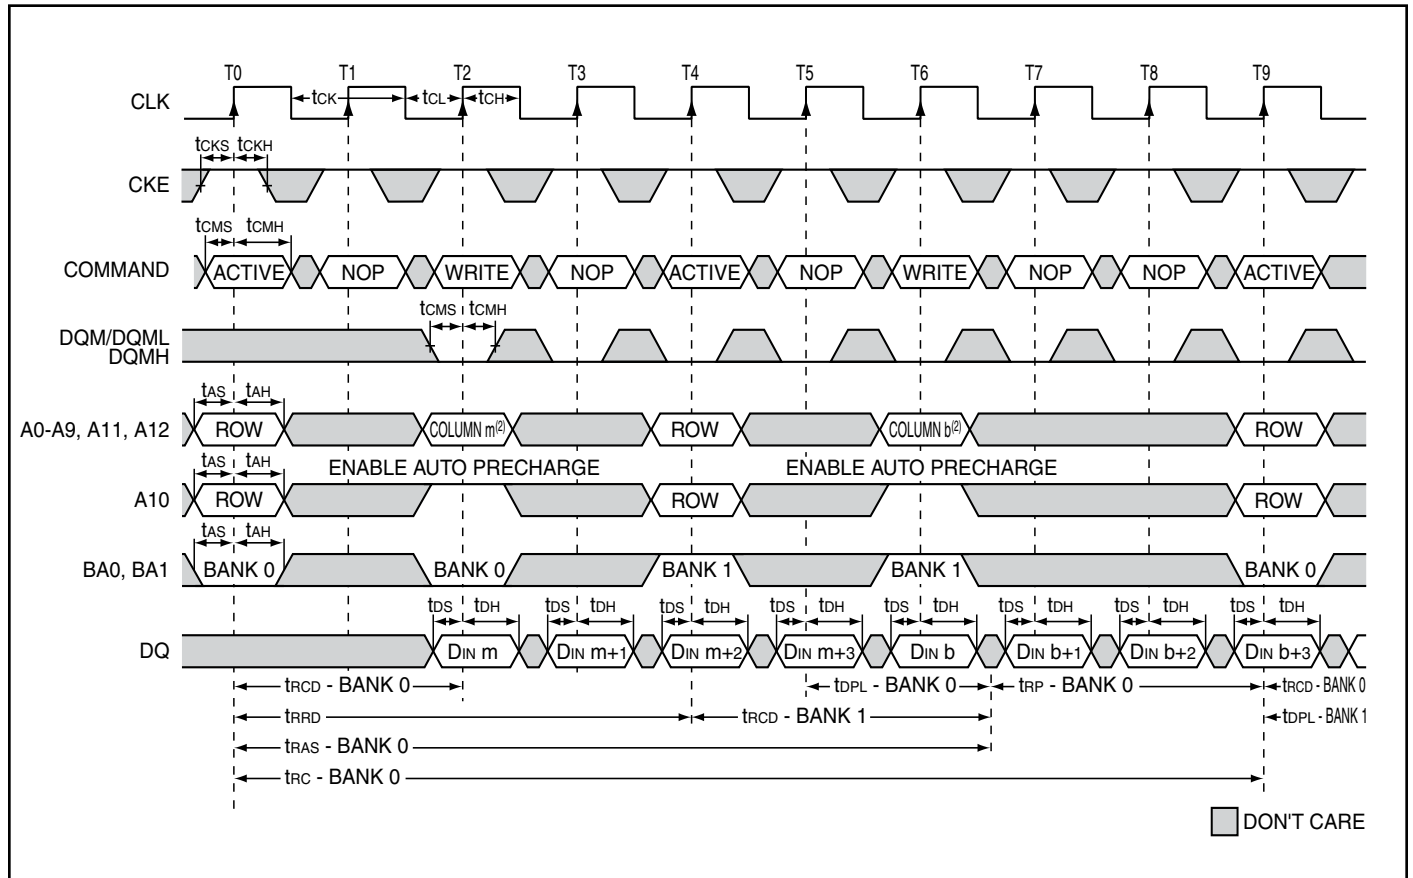 T0 T1 T2 T3 T4 T5 T6 T7 T8 T9
CLK tCK tCL tCH
tCKS tCKH
CKE
tCMS tCMH
COMMAND ACTIVE NOP WRITE NOP ACTIVE NOP WRITE NOP NOP ACTIVE
tCMS tCMH
DQM/DQML
DQMH
tAS tAH
A0-A9, A11, A12 ROW COLUMN m(2) ROW COLUMN b(2) ROW
tAS tAH ENABLE AUTO PRECHARGE ENABLE AUTO PRECHARGE
A10 ROW ROW ROW
tAS tAH
BA0, BA1 BANK 0 BANK 0 BANK 1 BANK 1 BANK 0
tDS tDH tDS tDH tDS tDH tDS tDH tDS tDH tDS tDH tDS tDH tDS tDH
DQ DIN m DIN m+1 DIN m+2 DIN m+3 DIN b DIN b+1 DIN b+2 DIN b+3
tRCD - BANK 0 tDPL - BANK 0 tRP - BANK 0 tRCD - BANK 0
tRRD tRCD - BANK 1 tDPL - BANK 1
tRAS - BANK 0
tRC - BANK 0
DON'T CARE